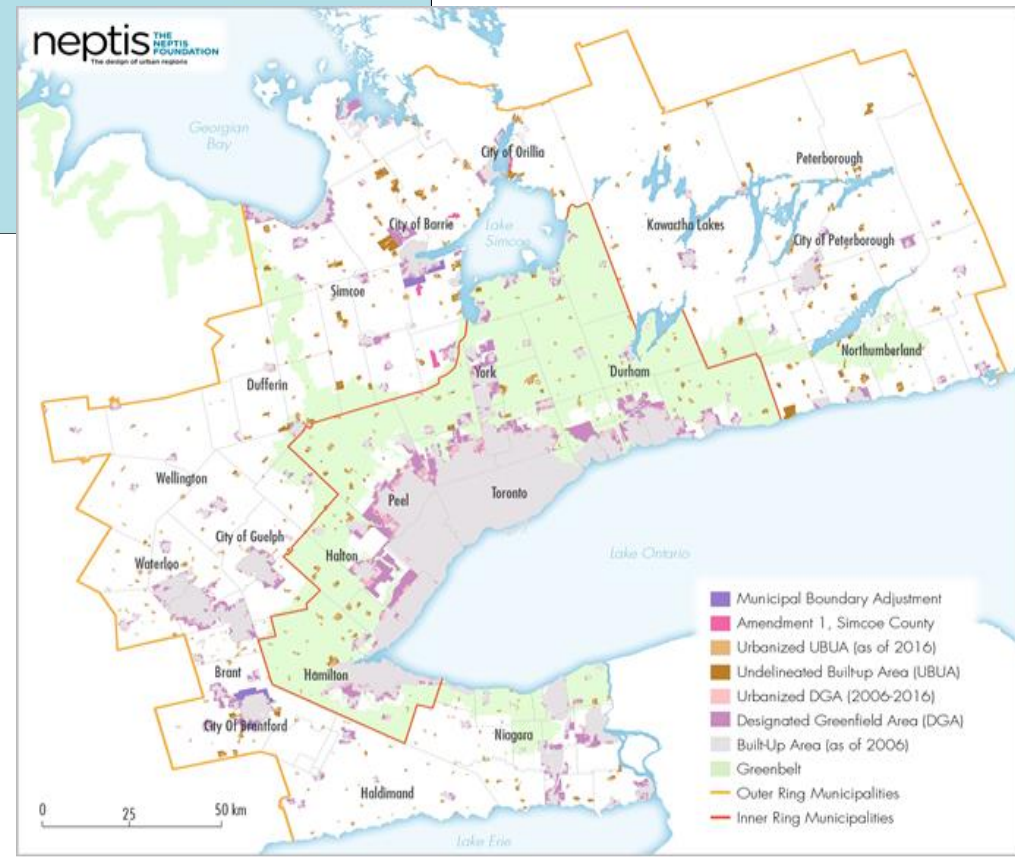 neptis THE
NEPTIS
FOUNDATION
The design of urban regions
Georgian
Bay
City of Orillia
Peterborough
City of Barrie
Lake
Simcoe
Kawartha Lakes
City of Peterborough
Simcoe
Northumberland
Dufferin
York
Durham
Wellington
Peel
Toronto
City of Guelph
Halton
Waterloo
Lake Ontario
Brant
Hamilton
City Of Brantford
Niagara
Haldimand
Lake Erie
0
25
50 km
Municipal Boundary Adjustment
Amendment 1, Simcoe County
Urbanized UBUA (as of 2016)
Undelineated Built-up Area (UBUA)
Urbanized DGA (2006-2016)
Designated Greenfield Area (DGA)
Built-Up Area (as of 2006)
Greenbelt
Outer Ring Municipalities
Inner Ring Municipalities